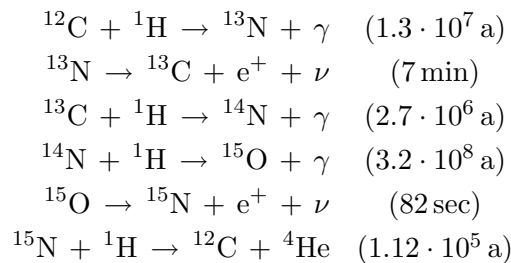 ¹²C + ¹H → ¹³N + γ (1.3 · 10⁷ a)
¹³N → ¹³C + e⁺ + ν (7 min)
¹³C + ¹H → ¹⁴N + γ (2.7 · 10⁶ a)
¹⁴N + ¹H → ¹⁵O + γ (3.2 · 10⁸ a)
¹⁵O → ¹⁵N + e⁺ + ν (82 sec)
¹⁵N + ¹H → ¹²C + ⁴He (1.12 · 10⁵ a)